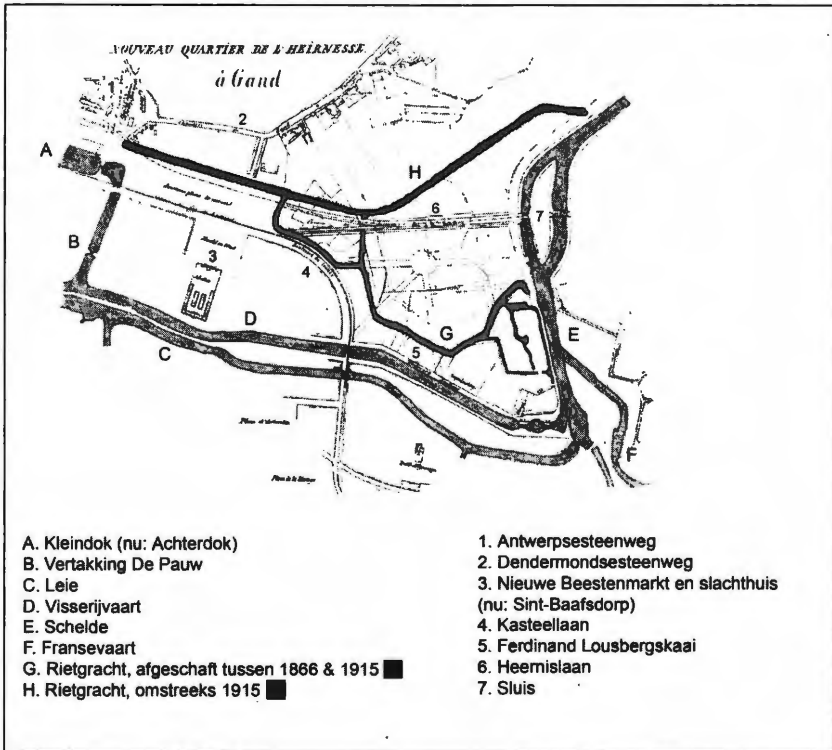 NOUVEAU QUARTIER DE L'HEIRNESSE
à Gand
2
A
H
6
7
B
3
4
D
G
E
5
C
F
A. Kleindok (nu: Achterdok)
B. Vertakking De Pauw
C. Leie
D. Visserijvaart
E. Schelde
F. Fransevaart
G. Rietgracht, afgeschaft tussen 1866 & 1915
H. Rietgracht, omstreeks 1915
1. Antwerpsesteenweg
2. Dendermondsesteenweg
3. Nieuwe Beestenmarkt en slachthuis
(nu: Sint-Baafsdorp)
4. Kasteellaan
5. Ferdinand Lousbergskaai
6. Heernislaan
7. Sluis